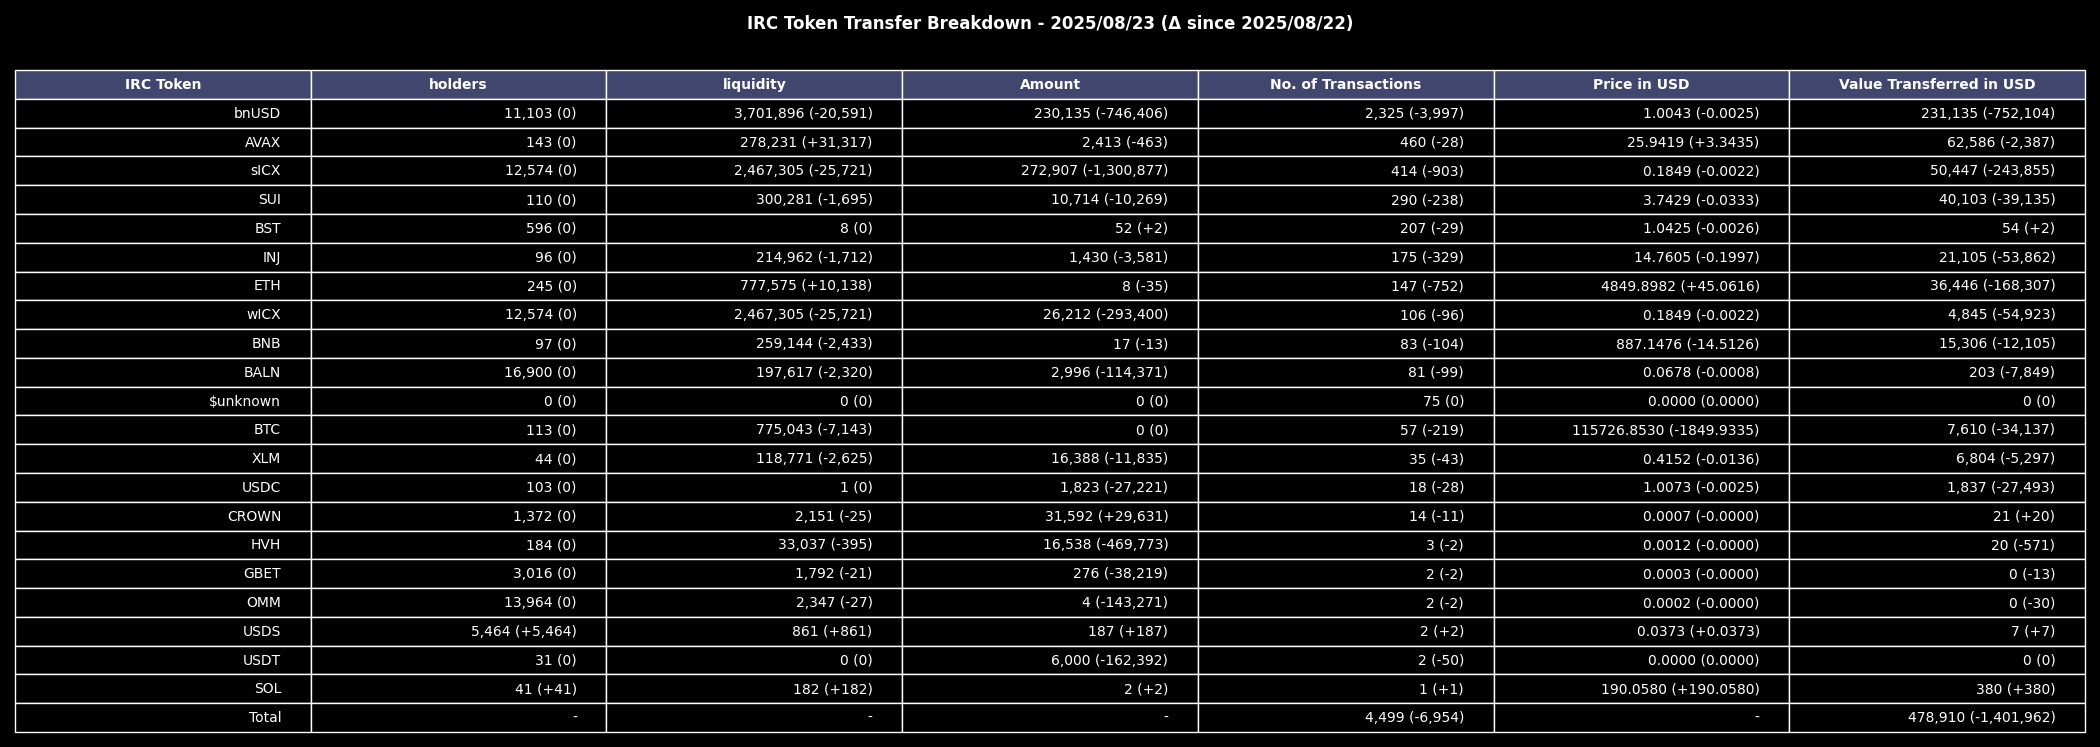 IRC Token Transfer Breakdown - 2025/08/23 (Δ since 2025/08/22)
IRC Token holders liquidity Amount No. of Transactions Price in USD Value Transferred in USD
bnUSD 11,103 (0) 3,701,896 (-20,591) 230,135 (-746,406) 2,325 (-3,997) 1.0043 (-0.0025) 231,135 (-752,104)
AVAX 143 (0) 278,231 (+31,317) 2,413 (-463) 460 (-28) 25.9419 (+3.3435) 62,586 (-2,387)
sICX 12,574 (0) 2,467,305 (-25,721) 272,907 (-1,300,877) 414 (-903) 0.1849 (-0.0022) 50,447 (-243,855)
SUI 110 (0) 300,281 (-1,695) 10,714 (-10,269) 290 (-238) 3.7429 (-0.0333) 40,103 (-39,135)
BST 596 (0) 8 (0) 52 (+2) 207 (-29) 1.0425 (-0.0026) 54 (+2)
INJ 96 (0) 214,962 (-1,712) 1,430 (-3,581) 175 (-329) 14.7605 (-0.1997) 21,105 (-53,862)
ETH 245 (0) 777,575 (+10,138) 8 (-35) 147 (-752) 4849.8982 (+45.0616) 36,446 (-168,307)
wICX 12,574 (0) 2,467,305 (-25,721) 26,212 (-293,400) 106 (-96) 0.1849 (-0.0022) 4,845 (-54,923)
BNB 97 (0) 259,144 (-2,433) 17 (-13) 83 (-104) 887.1476 (-14.5126) 15,306 (-12,105)
BALN 16,900 (0) 197,617 (-2,320) 2,996 (-114,371) 81 (-99) 0.0678 (-0.0008) 203 (-7,849)
$unknown 0 (0) 0 (0) 0 (0) 75 (0) 0.0000 (0.0000) 0 (0)
BTC 113 (0) 775,043 (-7,143) 0 (0) 57 (-219) 115726.8530 (-1849.9335) 7,610 (-34,137)
XLM 44 (0) 118,771 (-2,625) 16,388 (-11,835) 35 (-43) 0.4152 (-0.0136) 6,804 (-5,297)
USDC 103 (0) 1 (0) 1,823 (-27,221) 18 (-28) 1.0073 (-0.0025) 1,837 (-27,493)
CROWN 1,372 (0) 2,151 (-25) 31,592 (+29,631) 14 (-11) 0.0007 (-0.0000) 21 (+20)
HVH 184 (0) 33,037 (-395) 16,538 (-469,773) 3 (-2) 0.0012 (-0.0000) 20 (-571)
GBET 3,016 (0) 1,792 (-21) 276 (-38,219) 2 (-2) 0.0003 (-0.0000) 0 (-13)
OMM 13,964 (0) 2,347 (-27) 4 (-143,271) 2 (-2) 0.0002 (-0.0000) 0 (-30)
USDS 5,464 (+5,464) 861 (+861) 187 (+187) 2 (+2) 0.0373 (+0.0373) 7 (+7)
USDT 31 (0) 0 (0) 6,000 (-162,392) 2 (-50) 0.0000 (0.0000) 0 (0)
SOL 41 (+41) 182 (+182) 2 (+2) 1 (+1) 190.0580 (+190.0580) 380 (+380)
Total - - - 4,499 (-6,954) - 478,910 (-1,401,962)